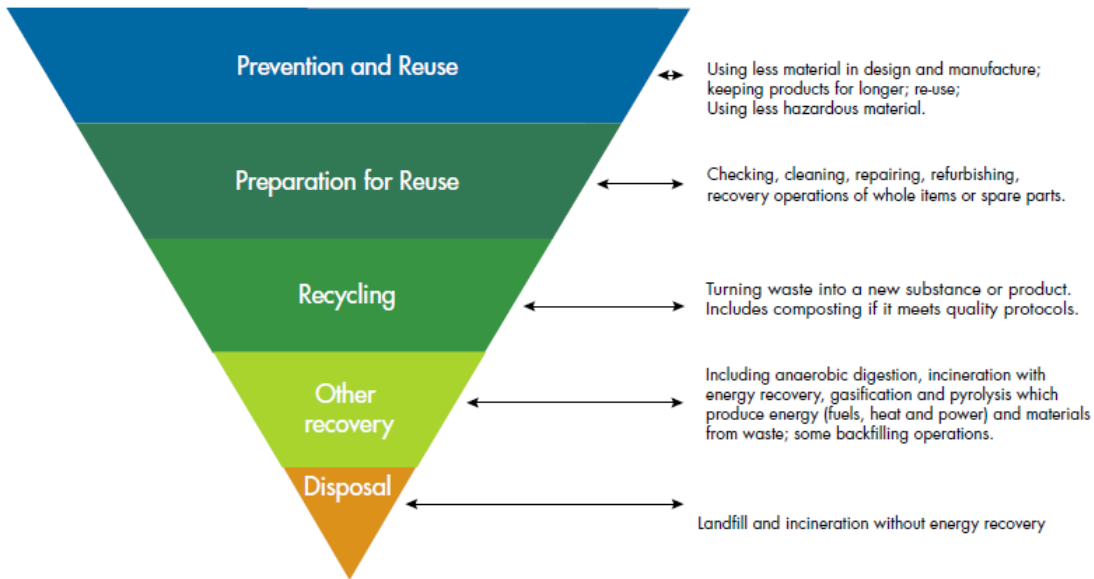 Prevention and Reuse
Using less material in design and manufacture;
keeping products for longer; re-use;
Using less hazardous material.
Preparation for Reuse
Checking, cleaning, repairing, refurbishing,
recovery operations of whole items or spare parts.
Recycling
Turning waste into a new substance or product.
Includes composting if it meets quality protocols.
Other
recovery
Including anaerobic digestion, incineration with
energy recovery, gasification and pyrolysis which
produce energy (fuels, heat and power) and materials
from waste; some backfilling operations.
Disposal
Landfill and incineration without energy recovery